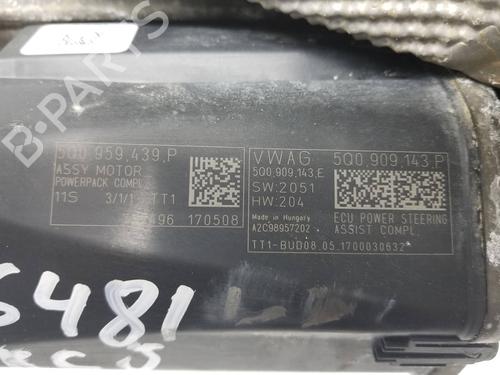 5Q0.959.439.P
ASSY MOTOR
POWERPACK COMPL.
11S 3/1/1 TT1
496 170508
VWAG 5Q0.909.143.P
5Q0.909.143.E
SW:2051
HW:204
Made in Hungary
A2C98957202
ECU POWER STEERING
ASSIST COMPL.
TT1-BUD08.05.1700030632
6481
B-PARTS